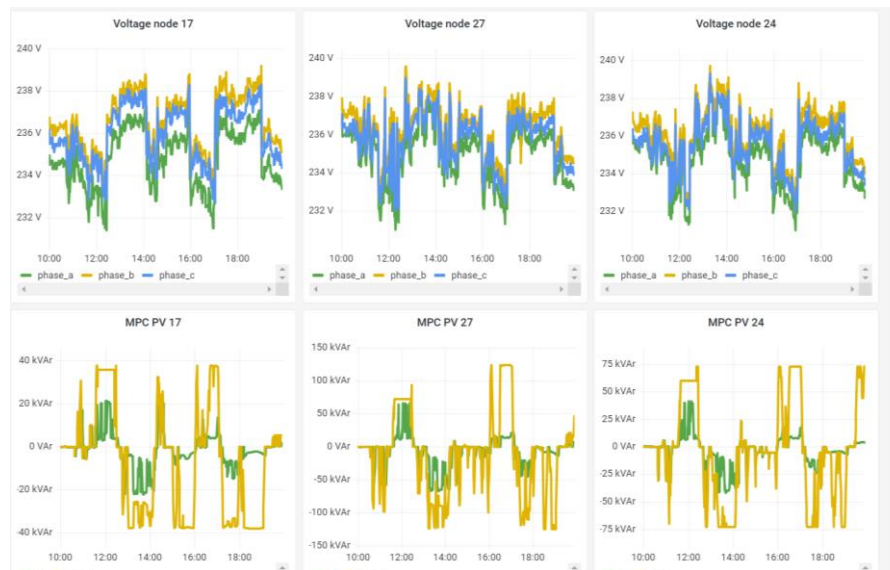 Voltage node 17
240 V
238 V
236 V
234 V
232 V
10:00 12:00 14:00 16:00 18:00
phase_a phase_b phase_c
Voltage node 27
240 V
238 V
236 V
234 V
232 V
10:00 12:00 14:00 16:00 18:00
phase_a phase_b phase_c
Voltage node 24
240 V
238 V
236 V
234 V
232 V
10:00 12:00 14:00 16:00 18:00
phase_a phase_b phase_c
MPC PV 17
40 kVAr
20 kVAr
0 VAr
-20 kVAr
-40 kVAr
10:00 12:00 14:00 16:00 18:00
MPC PV 27
150 kVAr
100 kVAr
50 kVAr
0 VAr
-50 kVAr
-100 kVAr
-150 kVAr
10:00 12:00 14:00 16:00 18:00
MPC PV 24
75 kVAr
50 kVAr
25 kVAr
0 VAr
-25 kVAr
-50 kVAr
-75 kVAr
10:00 12:00 14:00 16:00 18:00